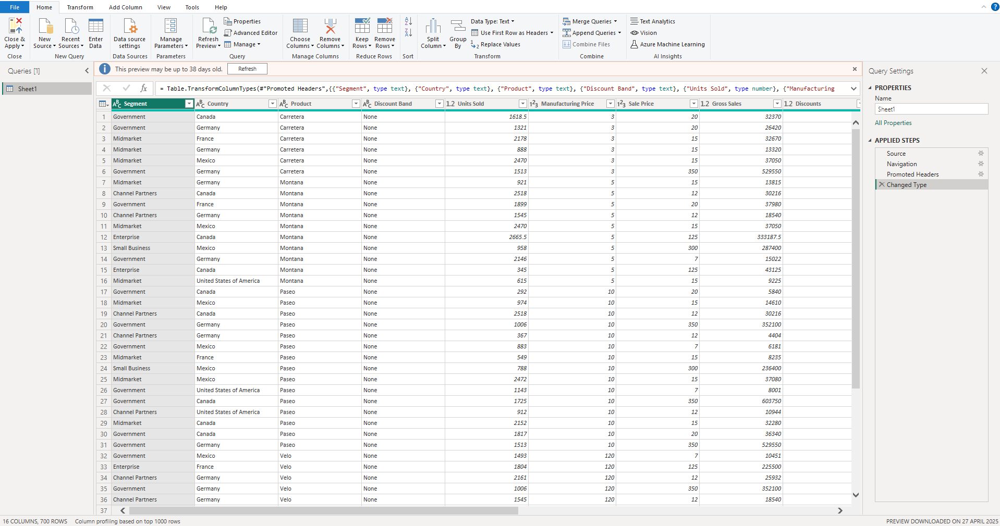 File Home Transform Add Column View Tools Help
Close & Apply
New Source
Recent Sources
Enter Data
Data source settings
Manage Parameters
Refresh Preview
Properties
Advanced Editor
Manage
Choose Columns
Remove Columns
Keep Rows
Remove Rows
Split Column
Group By
Data Type: Text
Use First Row as Headers
Replace Values
Merge Queries
Append Queries
Combine Files
Text Analytics
Vision
Azure Machine Learning
Close New Query Data Sources Parameters Query Manage Columns Reduce Rows Sort Transform Combine AI Insights
Queries [1]
Sheet1
This preview may be up to 38 days old. Refresh
fx = Table.TransformColumnTypes(#"Promoted Headers",{{"Segment", type text}, {"Country", type text}, {"Product", type text}, {"Discount Band", type text}, {"Units Sold", type number}, {"Manufacturing
Segment Country Product Discount Band 1.2 Units Sold 123 Manufacturing Price 123 Sale Price 1.2 Gross Sales 1.2 Discounts
1 Government Canada Carretera None 1618.5 3 20 32370
2 Government Germany Carretera None 1321 3 20 26420
3 Midmarket France Carretera None 2178 3 15 32670
4 Midmarket Germany Carretera None 888 3 15 13320
5 Midmarket Mexico Carretera None 2470 3 15 37050
6 Government Germany Carretera None 1513 3 350 529550
7 Midmarket Germany Montana None 921 5 15 13815
8 Channel Partners Canada Montana None 2518 5 12 30216
9 Government France Montana None 1899 5 20 37980
10 Channel Partners Germany Montana None 1545 5 12 18540
11 Midmarket Mexico Montana None 2470 5 15 37050
12 Enterprise Canada Montana None 2665.5 5 125 333187.5
13 Small Business Mexico Montana None 958 5 300 287400
14 Government Germany Montana None 2146 5 7 15022
15 Enterprise Canada Montana None 345 5 125 43125
16 Midmarket United States of America Montana None 615 5 15 9225
17 Government Canada Paseo None 292 10 20 5840
18 Midmarket Mexico Paseo None 974 10 15 14610
19 Channel Partners Canada Paseo None 2518 10 12 30216
20 Government Germany Paseo None 1006 10 350 352100
21 Channel Partners Germany Paseo None 367 10 12 4404
22 Government Mexico Paseo None 883 10 7 6181
23 Midmarket France Paseo None 549 10 15 8235
24 Small Business Mexico Paseo None 788 10 300 236400
25 Midmarket Mexico Paseo None 2472 10 15 37080
26 Government United States of America Paseo None 1143 10 7 8001
27 Government Canada Paseo None 1725 10 350 603750
28 Channel Partners United States of America Paseo None 912 10 12 10944
29 Midmarket Canada Paseo None 2152 10 15 32280
30 Government Canada Paseo None 1817 10 20 36340
31 Government Germany Paseo None 1513 10 350 529550
32 Government Mexico Velo None 1493 120 7 10451
33 Enterprise France Velo None 1804 120 125 225500
34 Channel Partners Germany Velo None 2161 120 12 25932
35 Government Germany Velo None 1006 120 350 352100
36 Channel Partners Germany Velo None 1545 120 12 18540
37
Query Settings
PROPERTIES
Name
Sheet1
All Properties
APPLIED STEPS
Source
Navigation
Promoted Headers
Changed Type
16 COLUMNS, 700 ROWS Column profiling based on top 1000 rows
PREVIEW DOWNLOADED ON 27 APRIL 2025